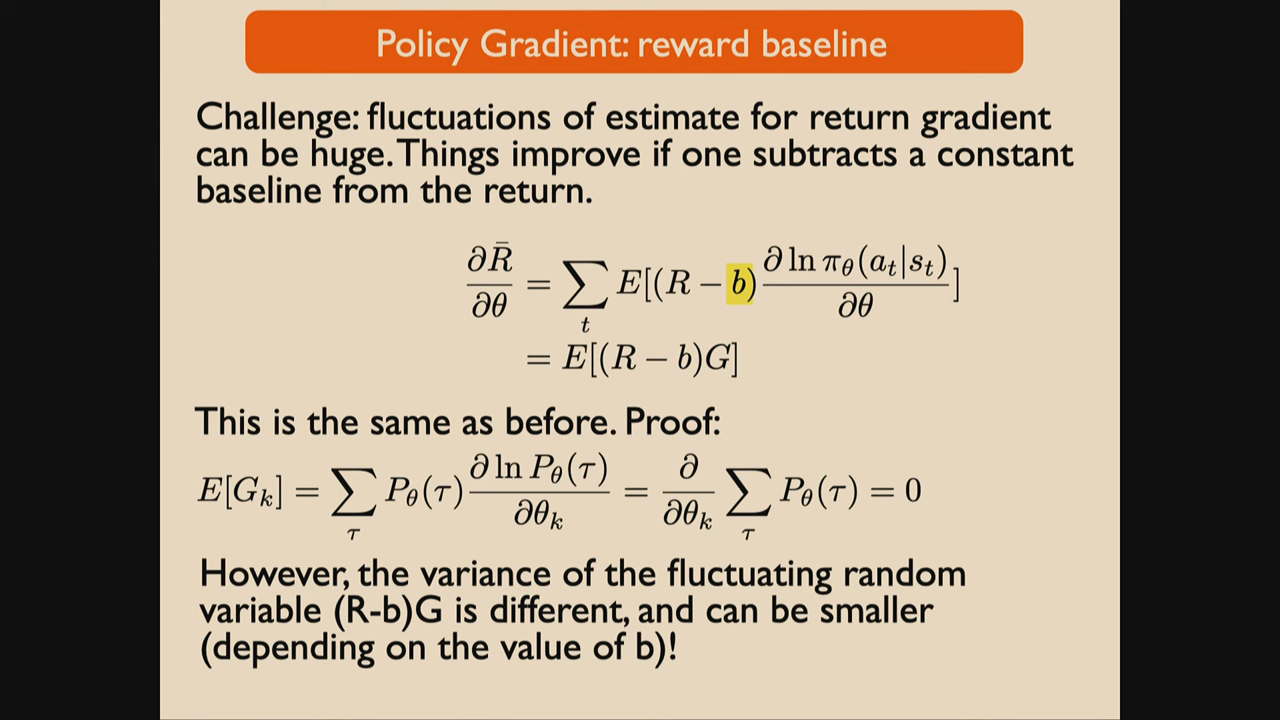 Policy Gradient: reward baseline
Challenge: fluctuations of estimate for return gradient
can be huge. Things improve if one subtracts a constant
baseline from the return.
∂R̄/∂θ = ∑_t E[(R − b) ∂ ln π_θ(a_t|s_t)/∂θ]
= E[(R − b)G]
This is the same as before. Proof:
E[G_k] = ∑_τ P_θ(τ) ∂ ln P_θ(τ)/∂θ_k = ∂/∂θ_k ∑_τ P_θ(τ) = 0
However, the variance of the fluctuating random
variable (R-b)G is different, and can be smaller
(depending on the value of b)!